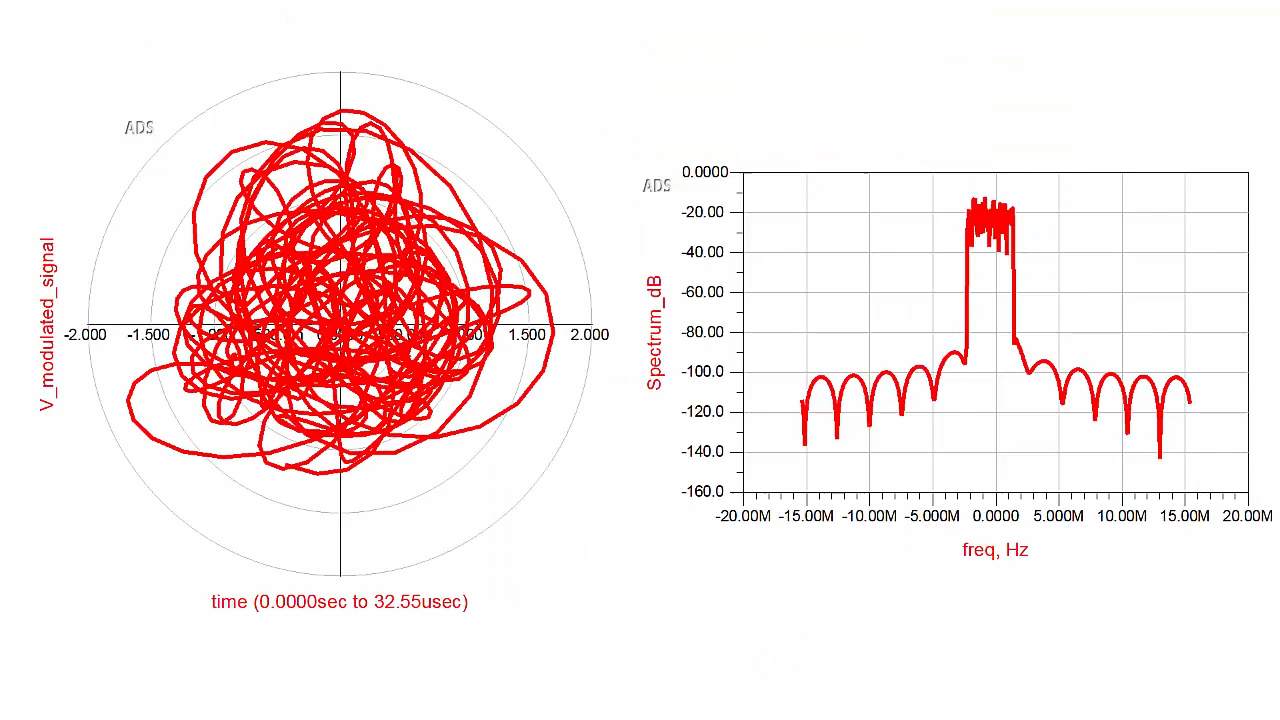 ADS
V_modulated_signal
-2.000
-1.500
1.500
2.000
time (0.0000sec to 32.55usec)
ADS
Spectrum_dB
0.0000
-20.00
-40.00
-60.00
-80.00
-100.0
-120.0
-140.0
-160.0
-20.00M -15.00M -10.00M -5.000M 0.0000 5.000M 10.00M 15.00M 20.00M
freq, Hz